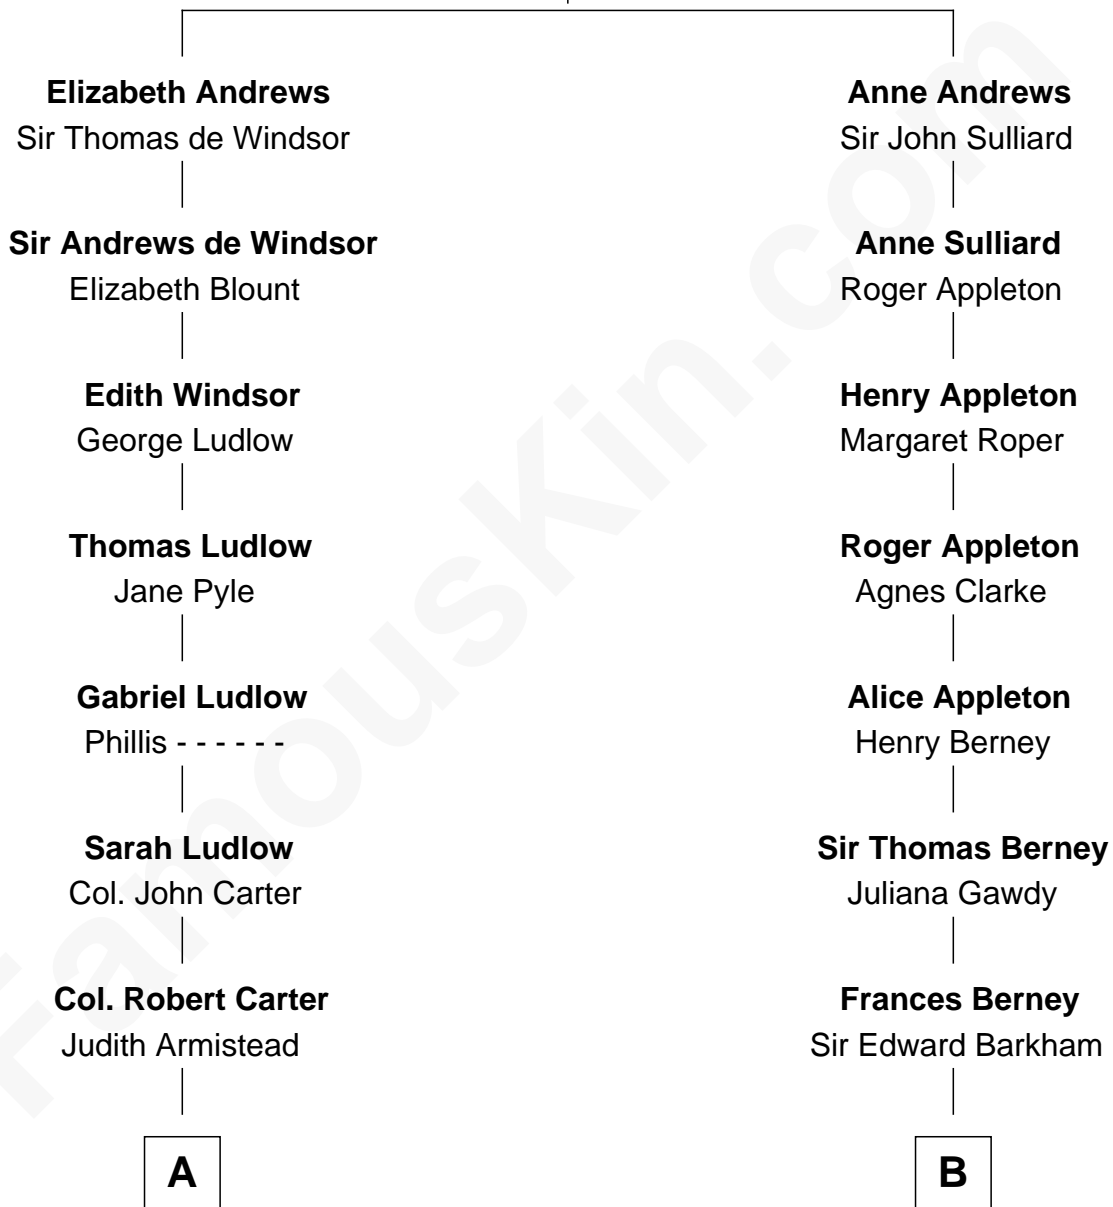 Elizabeth Andrews
Sir Thomas de Windsor
Anne Andrews
Sir John Sulliard
Sir Andrews de Windsor
Elizabeth Blount
Anne Sulliard
Roger Appleton
Edith Windsor
George Ludlow
Henry Appleton
Margaret Roper
Thomas Ludlow
Jane Pyle
Roger Appleton
Agnes Clarke
Gabriel Ludlow
Phillis - - - - - -
Alice Appleton
Henry Berney
Sarah Ludlow
Col. John Carter
Sir Thomas Berney
Juliana Gawdy
Col. Robert Carter
Judith Armistead
Frances Berney
Sir Edward Barkham
A
B
FamousKin.com